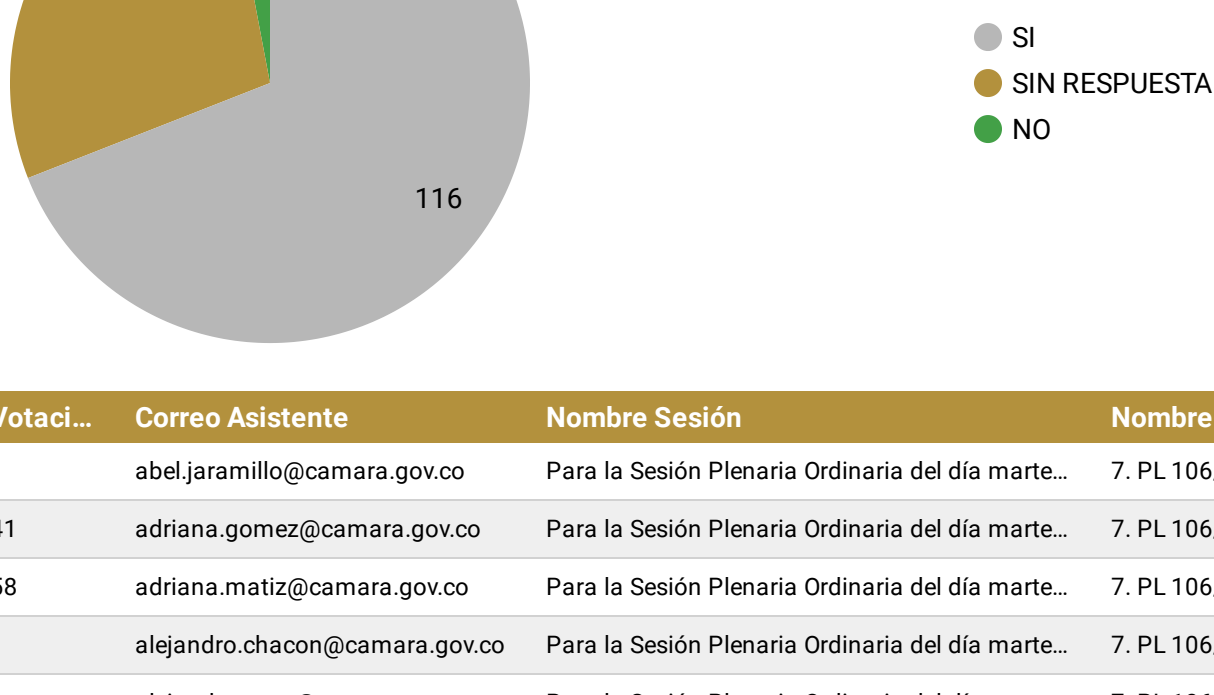 SI
SIN RESPUESTA
NO
116
Votaci… Correo Asistente Nombre Sesión Nombre
abel.jaramillo@camara.gov.co Para la Sesión Plenaria Ordinaria del día marte… 7. PL 106
41 adriana.gomez@camara.gov.co Para la Sesión Plenaria Ordinaria del día marte… 7. PL 106
58 adriana.matiz@camara.gov.co Para la Sesión Plenaria Ordinaria del día marte… 7. PL 106
alejandro.chacon@camara.gov.co Para la Sesión Plenaria Ordinaria del día marte… 7. PL 106